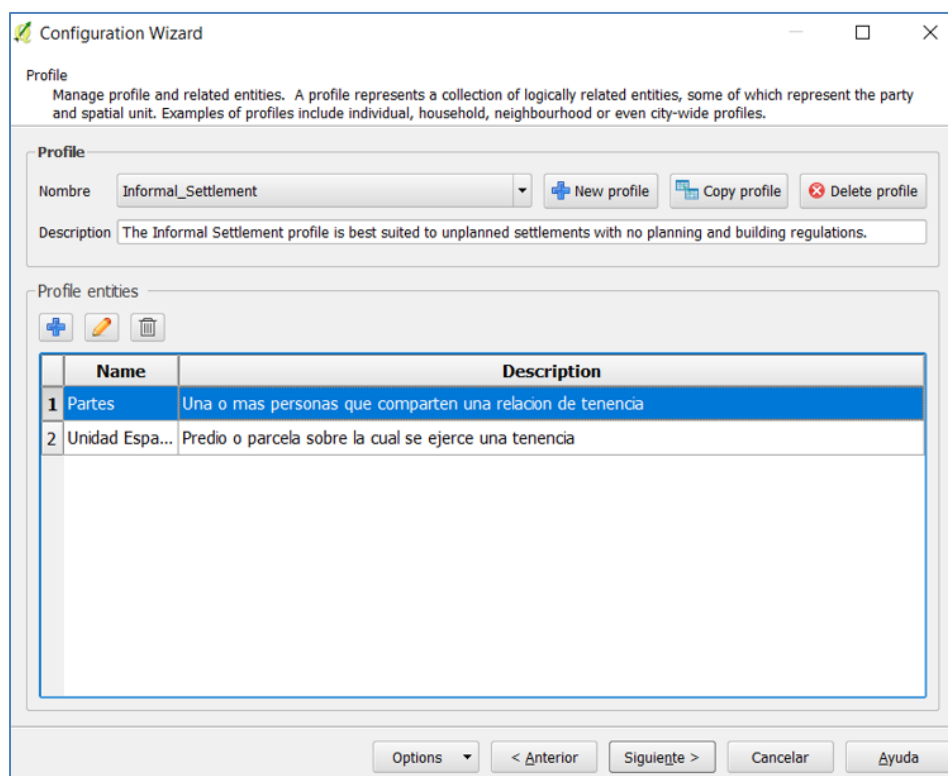 Configuration Wizard
Profile
Manage profile and related entities. A profile represents a collection of logically related entities, some of which represent the party
and spatial unit. Examples of profiles include individual, household, neighbourhood or even city-wide profiles.
Profile
Nombre Informal_Settlement New profile Copy profile Delete profile
Description The Informal Settlement profile is best suited to unplanned settlements with no planning and building regulations.
Profile entities
Name Description
1 Partes Una o mas personas que comparten una relacion de tenencia
2 Unidad Espa... Predio o parcela sobre la cual se ejerce una tenencia
Options < Anterior Siguiente > Cancelar Ayuda